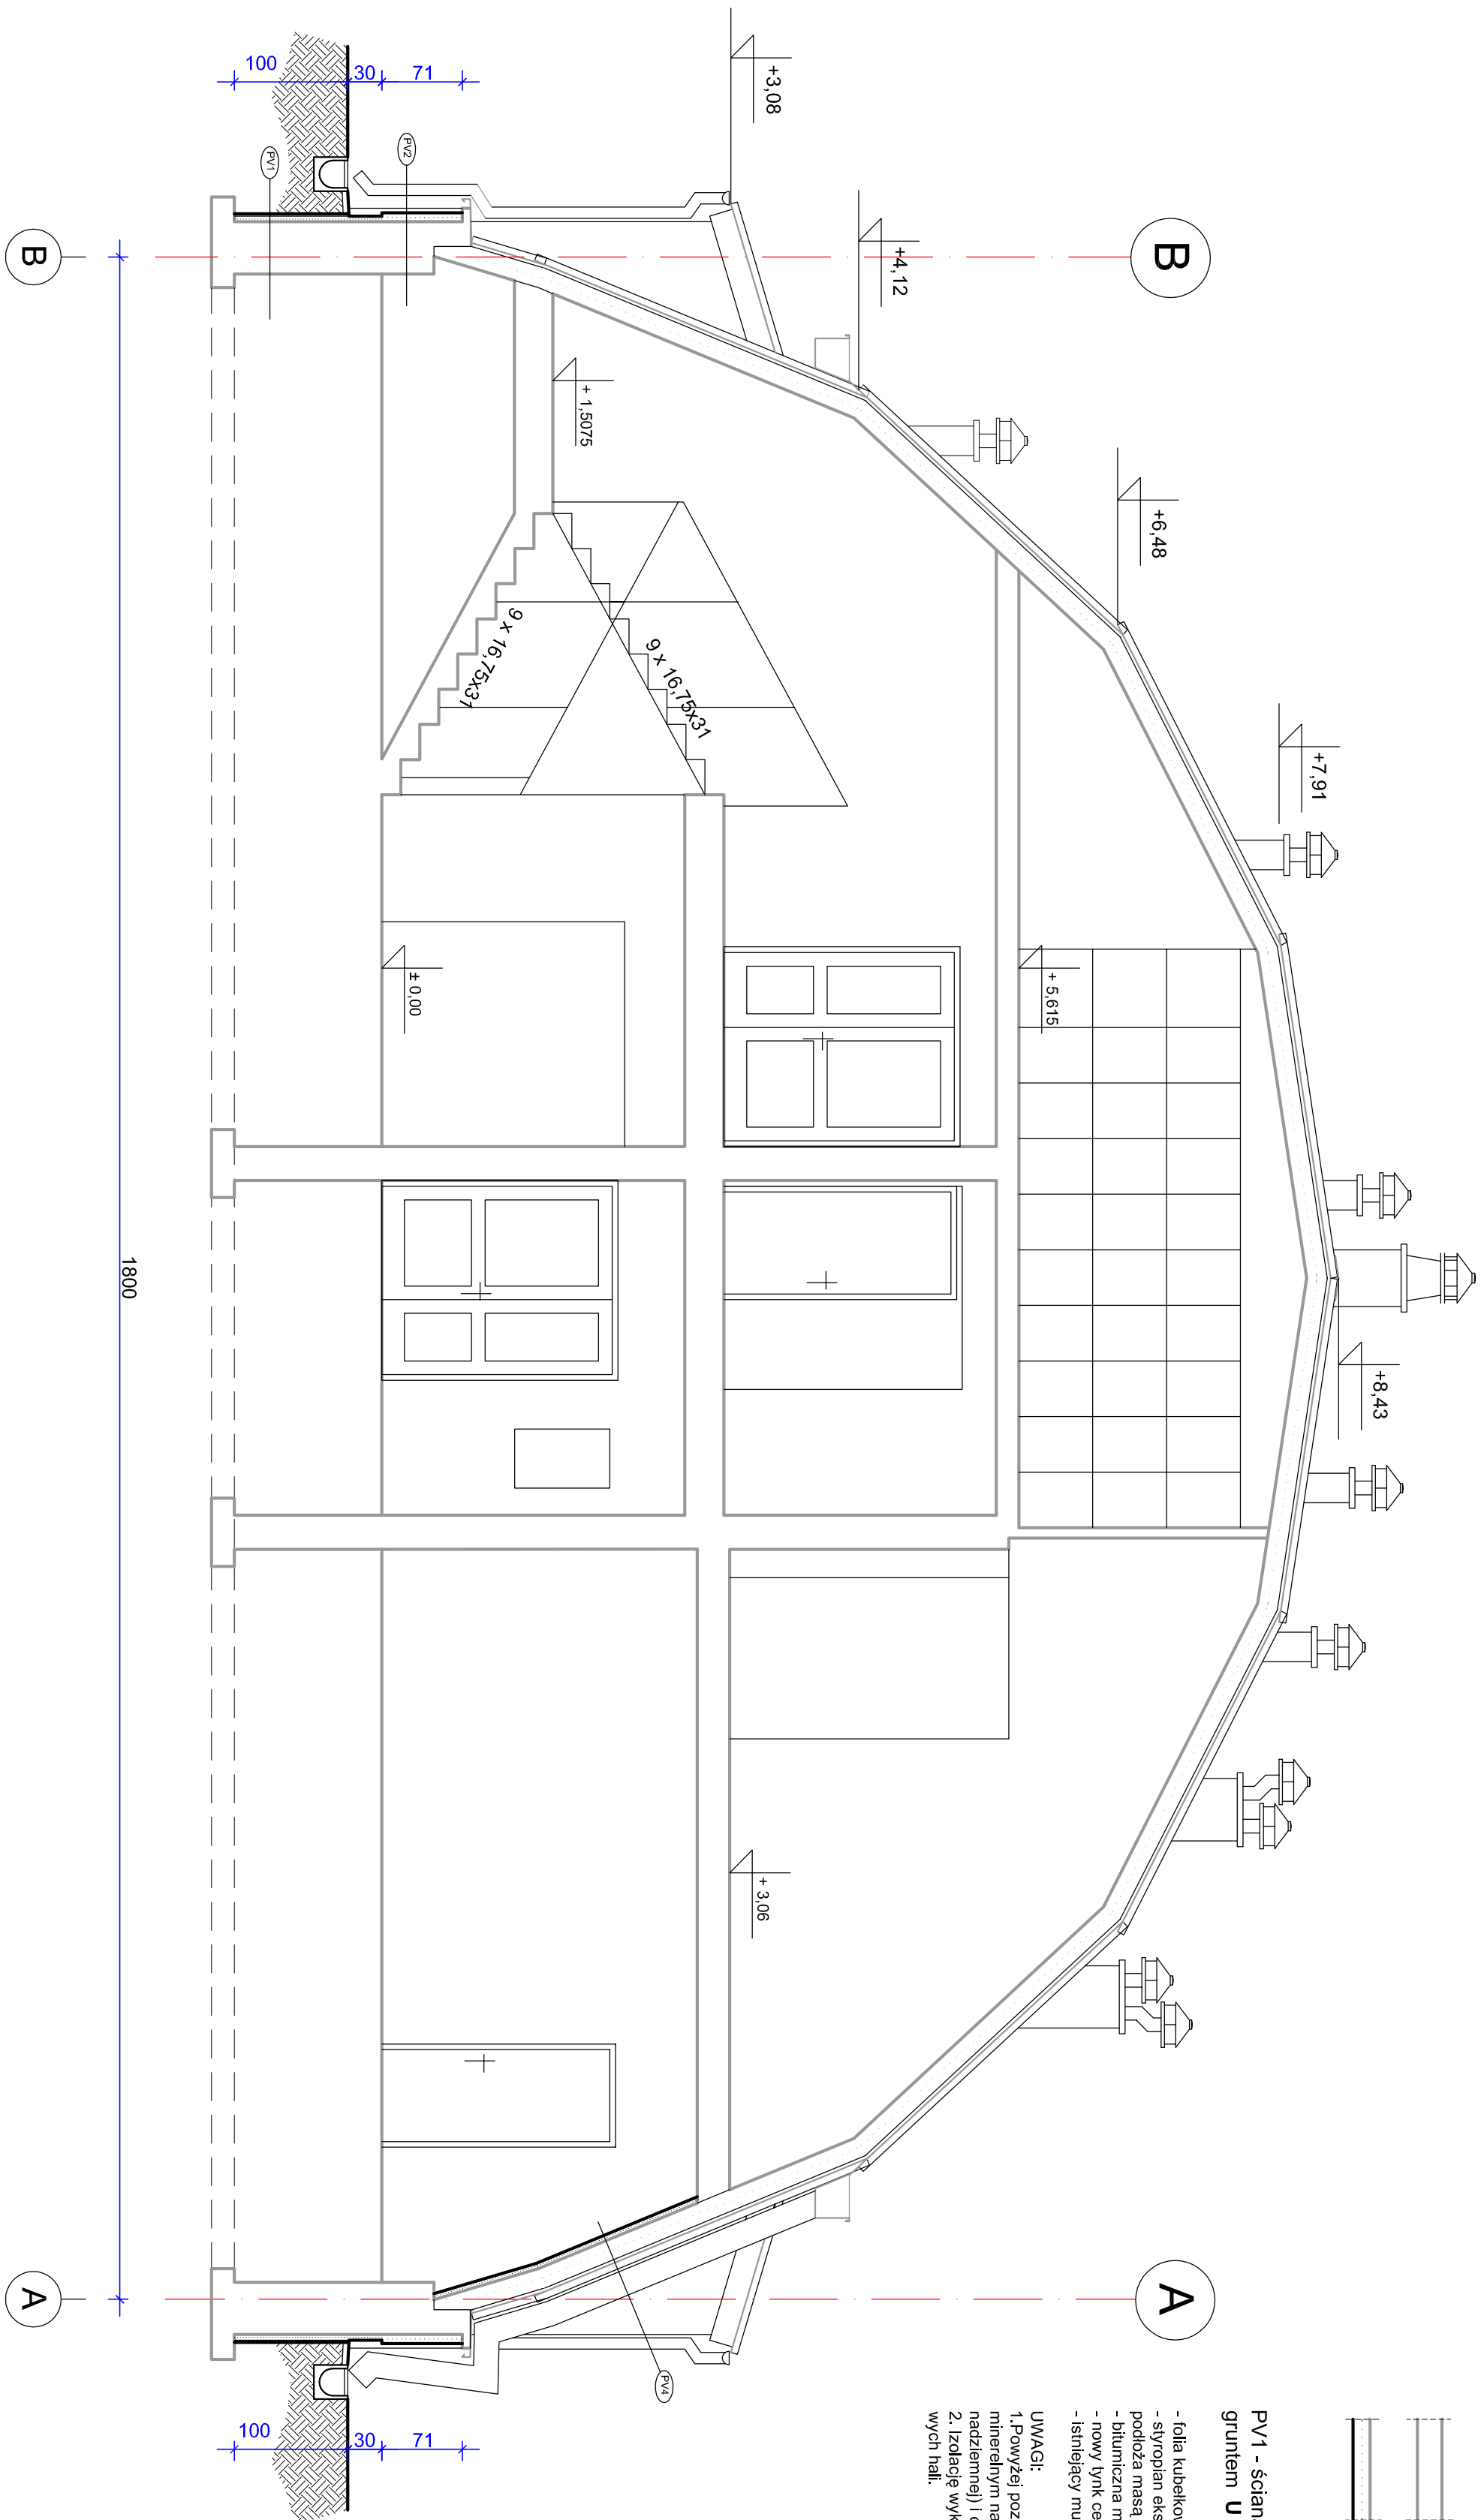 B
A
+8,43
+7,91
+6,48
+ 5,615
+4,12
+3,08
+ 3,06
9 x 16,75x31
9 x 16,75x31
+ 1,5075
± 0,00
PV4
PV2
PV1
71
30
100
71
30
100
1800
B
A
PV1 - ścian
gruntem U
- folia kubełkow
- styropian eks
podłoża masą
- bitumiczna m
- nowy tynk ce
- istniejący mu
UWAGI:
1.Powyżej poz
minerelnym na
nadziemnej) i
2. Izolację wyk
wych hali.